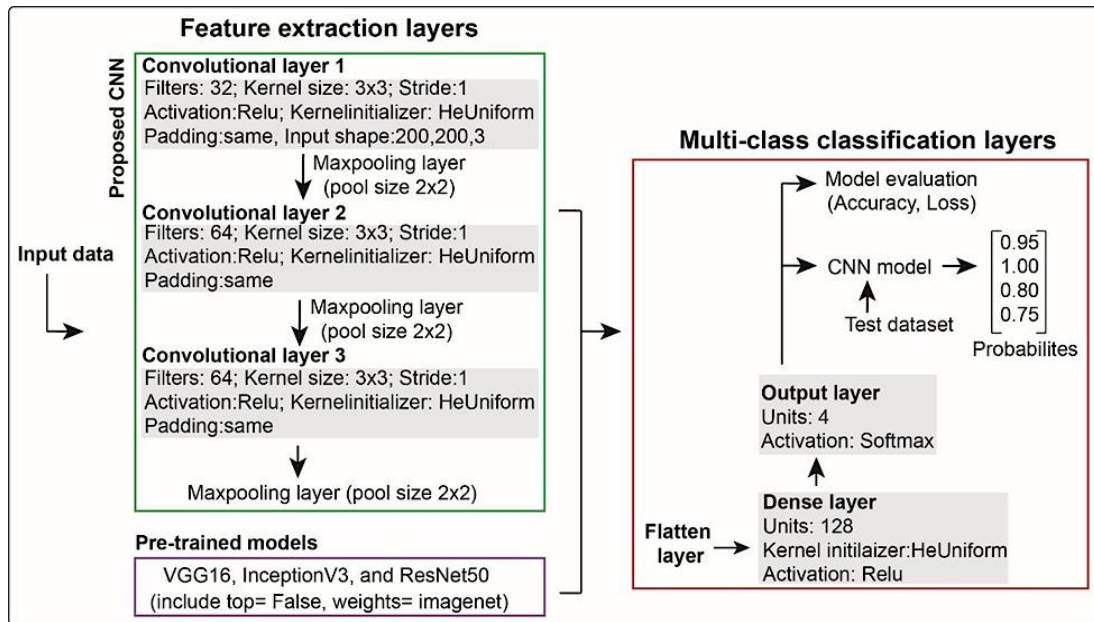 Feature extraction layers
Proposed CNN
Convolutional layer 1
Filters: 32; Kernel size: 3x3; Stride:1
Activation:Relu; Kernelinitializer: HeUniform
Padding:same, Input shape:200,200,3
Maxpooling layer
(pool size 2x2)
Convolutional layer 2
Filters: 64; Kernel size: 3x3; Stride:1
Activation:Relu; Kernelinitializer: HeUniform
Padding:same
Input data
Maxpooling layer
(pool size 2x2)
Convolutional layer 3
Filters: 64; Kernel size: 3x3; Stride:1
Activation:Relu; Kernelinitializer: HeUniform
Padding:same
Maxpooling layer (pool size 2x2)
Pre-trained models
VGG16, InceptionV3, and ResNet50
(include top= False, weights= imagenet)
Multi-class classification layers
Model evaluation
(Accuracy, Loss)
CNN model
Test dataset
0.95
1.00
0.80
0.75
Probabilites
Output layer
Units: 4
Activation: Softmax
Flatten
layer
Dense layer
Units: 128
Kernel initilaizer:HeUniform
Activation: Relu